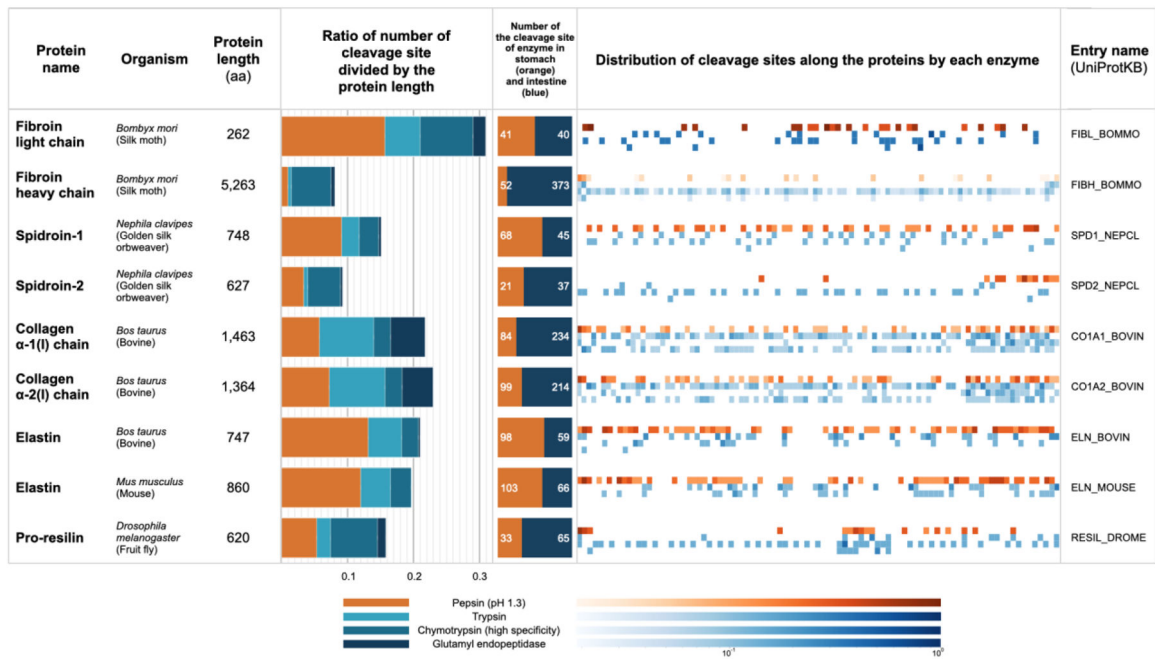 Protein name
Organism
Protein length (aa)
Ratio of number of cleavage site divided by the protein length
Number of the cleavage site of enzyme in stomach (orange) and intestine (blue)
Distribution of cleavage sites along the proteins by each enzyme
Entry name (UniProtKB)
Fibroin light chain
Bombyx mori (Silk moth)
262
41
40
FIBL_BOMMO
Fibroin heavy chain
Bombyx mori (Silk moth)
5,263
52
373
FIBH_BOMMO
Spidroin-1
Nephila clavipes (Golden silk orbweaver)
748
68
45
SPD1_NEPCL
Spidroin-2
Nephila clavipes (Golden silk orbweaver)
627
21
37
SPD2_NEPCL
Collagen α-1(I) chain
Bos taurus (Bovine)
1,463
84
234
CO1A1_BOVIN
Collagen α-2(I) chain
Bos taurus (Bovine)
1,364
99
214
CO1A2_BOVIN
Elastin
Bos taurus (Bovine)
747
98
59
ELN_BOVIN
Elastin
Mus musculus (Mouse)
860
103
66
ELN_MOUSE
Pro-resilin
Drosophila melanogaster (Fruit fly)
620
33
65
RESIL_DROME
0.1
0.2
0.3
Pepsin (pH 1.3)
Trypsin
Chymotrypsin (high specificity)
Glutamyl endopeptidase
10⁻¹
10⁰